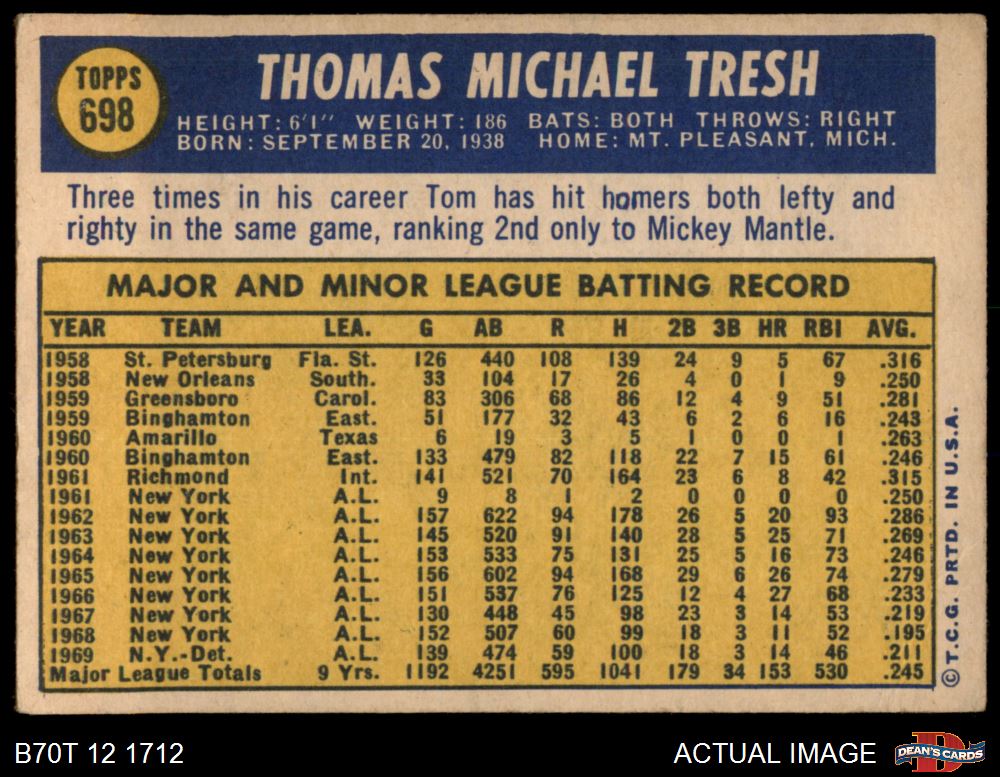 TOPPS
698
THOMAS MICHAEL TRESH
HEIGHT: 6'1" WEIGHT: 186 BATS: BOTH THROWS: RIGHT
BORN: SEPTEMBER 20, 1938 HOME: MT. PLEASANT, MICH.
Three times in his career Tom has hit homers both lefty and
righty in the same game, ranking 2nd only to Mickey Mantle.
MAJOR AND MINOR LEAGUE BATTING RECORD
YEAR TEAM LEA. G AB R H 2B 3B HR RBI AVG.
1958 St. Petersburg Fla. St. 126 440 108 139 24 9 5 67 .316
1958 New Orleans South. 33 104 17 26 4 0 1 9 .250
1959 Greensboro Carol. 83 306 68 86 12 4 9 51 .281
1959 Binghamton East. 51 177 32 43 6 2 6 16 .243
1960 Amarillo Texas 6 19 3 5 1 0 0 1 .263
1960 Binghamton East. 133 479 82 118 22 7 15 61 .246
1961 Richmond Int. 141 521 70 164 23 6 8 42 .315
1961 New York A.L. 9 8 1 2 0 0 0 0 .250
1962 New York A.L. 157 622 94 178 26 5 20 93 .286
1963 New York A.L. 145 520 91 140 28 5 25 71 .269
1964 New York A.L. 153 533 75 131 25 5 16 73 .246
1965 New York A.L. 156 602 94 168 29 6 26 74 .279
1966 New York A.L. 151 537 76 125 12 4 27 68 .233
1967 New York A.L. 130 448 45 98 23 3 14 53 .219
1968 New York A.L. 152 507 60 99 18 3 11 52 .195
1969 N.Y.-Det. A.L. 139 474 59 100 18 3 14 46 .211
Major League Totals 9 Yrs. 1192 4251 595 1041 179 34 153 530 .245
© T.C.G. PRTD. IN U.S.A.
B70T 12 1712 ACTUAL IMAGE
D
DEAN'S CARDS